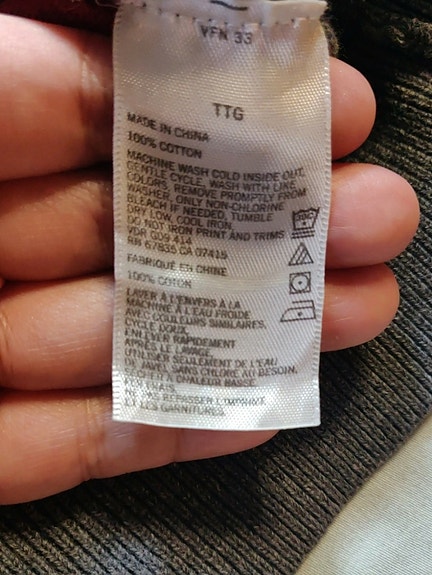 VFN 33
TTG
MADE IN CHINA
100% COTTON
MACHINE WASH COLD INSIDE OUT,
GENTLE CYCLE, WASH WITH LIKE
COLORS, REMOVE PROMPTLY FROM
WASHER, ONLY NON-CHLORINE
BLEACH IF NEEDED, TUMBLE
DRY LOW, COOL IRON,
DO NOT IRON PRINT AND TRIMS
VDR 009 414
RN 67835 CA 07415
FABRIQUÉ EN CHINE
100% COTON
LAVER À L'ENVERS À LA
MACHINE À L'EAU FROIDE
AVEC COULEURS SIMILAIRES,
CYCLE DOUX.
ENLEVER RAPIDEMENT
APRÈS LE LAVAGE.
UTILISER SEULEMENT DE L'EAU
DE JAVEL SANS CHLORE AU BESOIN,
À CHALEUR BASSE.
PAS REPASSER L'IMPRIMÉ
LES GARNITURES.